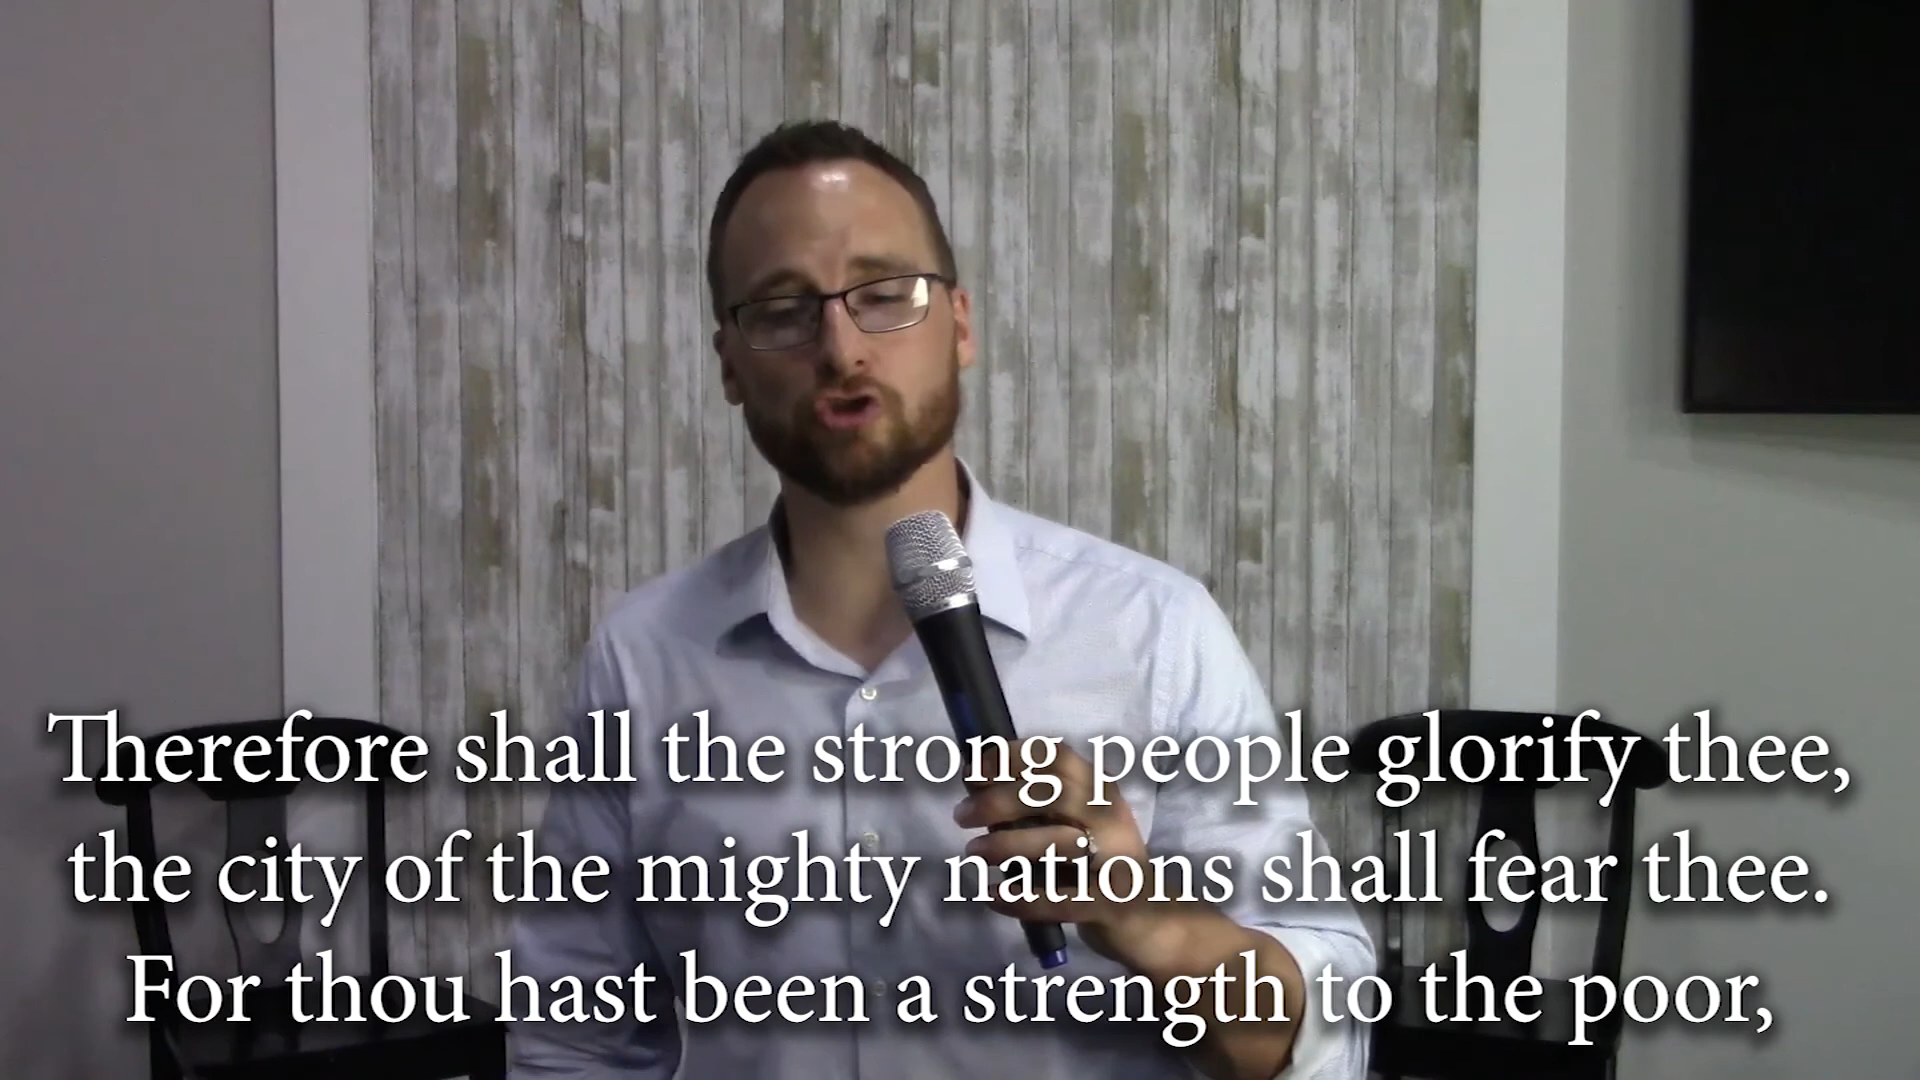 Therefore shall the strong people glorify thee,
the city of the mighty nations shall fear thee.
For thou hast been a strength to the poor,